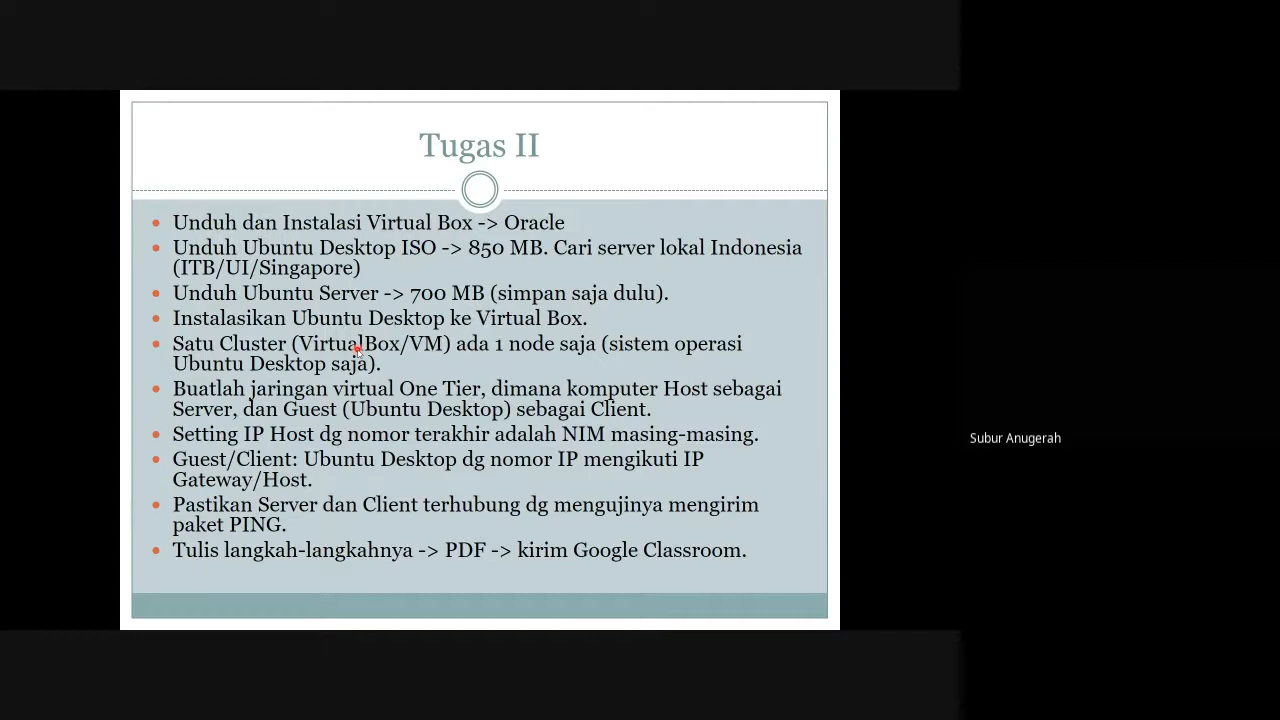 Tugas II
Unduh dan Instalasi Virtual Box -> Oracle
Unduh Ubuntu Desktop ISO -> 850 MB. Cari server lokal Indonesia
(ITB/UI/Singapore)
Unduh Ubuntu Server -> 700 MB (simpan saja dulu).
Instalasikan Ubuntu Desktop ke Virtual Box.
Satu Cluster (VirtualBox/VM) ada 1 node saja (sistem operasi
Ubuntu Desktop saja).
Buatlah jaringan virtual One Tier, dimana komputer Host sebagai
Server, dan Guest (Ubuntu Desktop) sebagai Client.
Setting IP Host dg nomor terakhir adalah NIM masing-masing.
Guest/Client: Ubuntu Desktop dg nomor IP mengikuti IP
Gateway/Host.
Pastikan Server dan Client terhubung dg mengujinya mengirim
paket PING.
Tulis langkah-langkahnya -> PDF -> kirim Google Classroom.
Subur Anugerah